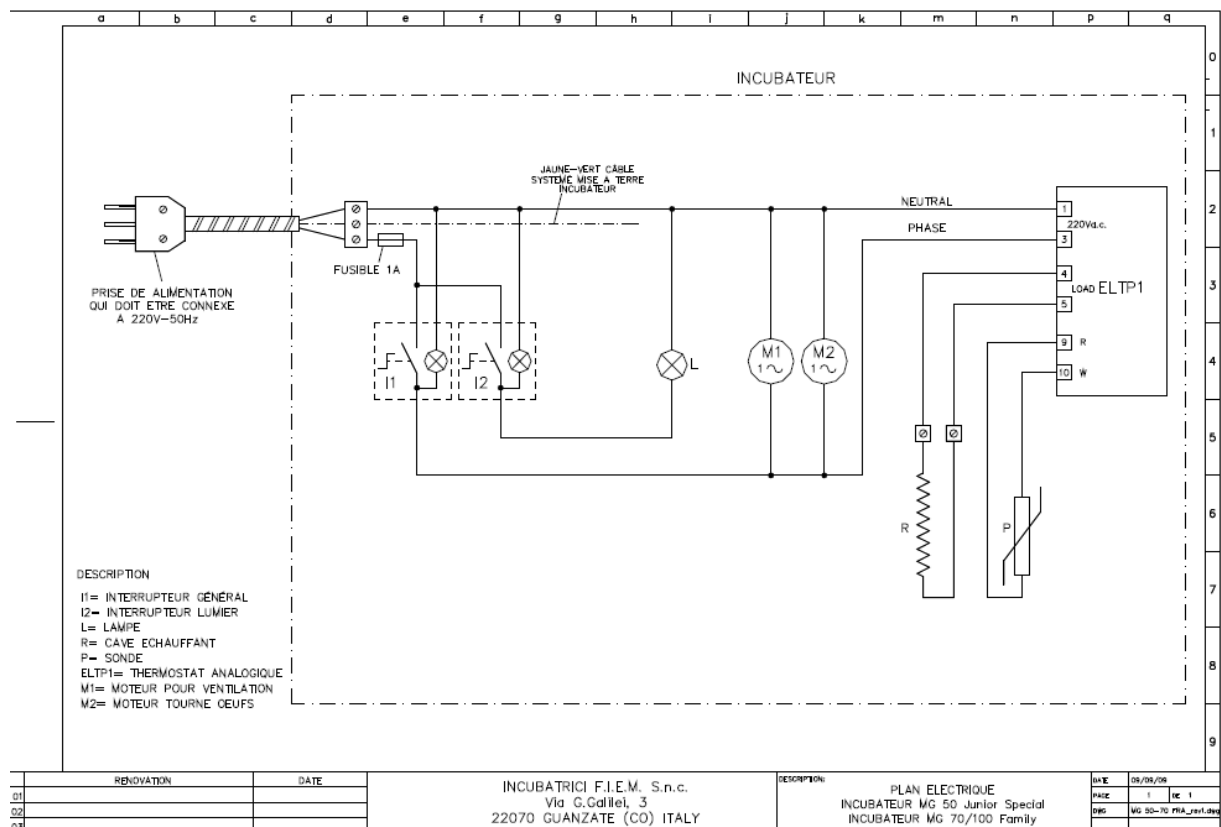 a b c d e f g h i j k m n p q
0
1
2
3
4
5
6
7
8
9
INCUBATEUR
JAUNE-VERT CÂBLE
SYSTEMÉ MISE A TERRE
INCUBATEUR
NEUTRAL
PHASE
1
220Va.c.
3
4
LOAD ELTP1
5
9 R
10 W
FUSIBLE 1A
PRISE DE ALIMENTATION
QUI DOIT ETRE CONNEXE
A 220V-50Hz
I1
I2
L
M1
1~
M2
1~
R
P
DESCRIPTION
I1= INTERRUPTEUR GÉNÉRAL
I2= INTERRUPTEUR LUMIER
L= LAMPE
R= CAVE ECHAUFFANT
P= SONDE
ELTP1= THERMOSTAT ANALOGIQUE
M1= MOTEUR POUR VENTILATION
M2= MOTEUR TOURNE OEUFS
RENOVATION DATE
01
02
03
INCUBATRICI F.I.E.M. S.n.c.
Via G.Galilei, 3
22070 GUANZATE (CO) ITALY
DESCRIPTION:
PLAN ELECTRIQUE
INCUBATEUR MG 50 Junior Special
INCUBATEUR MG 70/100 Family
DATE 09/09/09
PAGE 1 DE 1
DWG MG 50-70 FRA_rev1.dwg